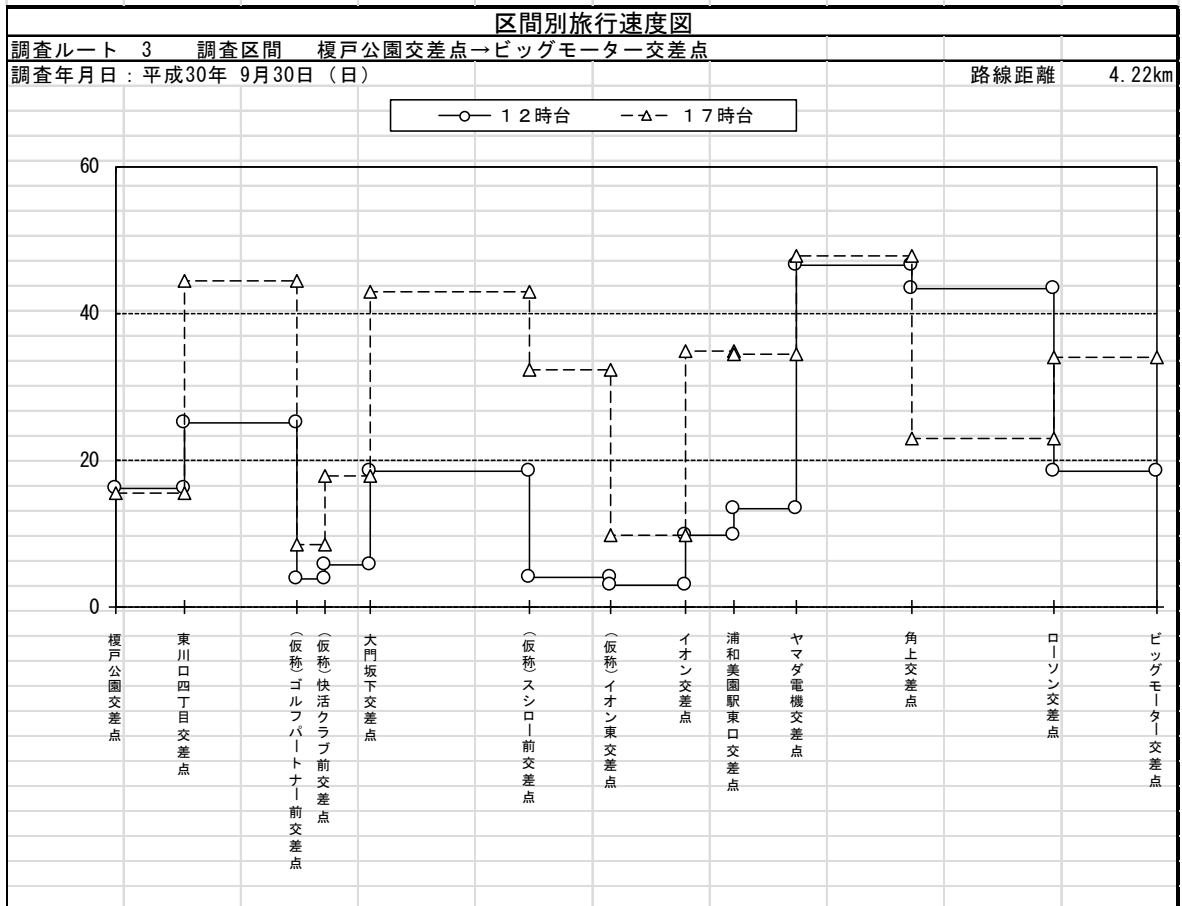 区間別旅行速度図
調査ルート 3 調査区間 榎戸公園交差点→ビッグモーター交差点
調査年月日：平成30年 9月30日（日） 路線距離 4.22km
１２時台 １７時台
60
40
20
0
榎戸公園交差点
東川口四丁目交差点
（仮称）ゴルフパートナー前交差点
（仮称）快活クラブ前交差点
大門坂下交差点
（仮称）スシロー前交差点
（仮称）イオン東交差点
イオン交差点
浦和美園駅東口交差点
ヤマダ電機交差点
角上交差点
ローソン交差点
ビッグモーター交差点